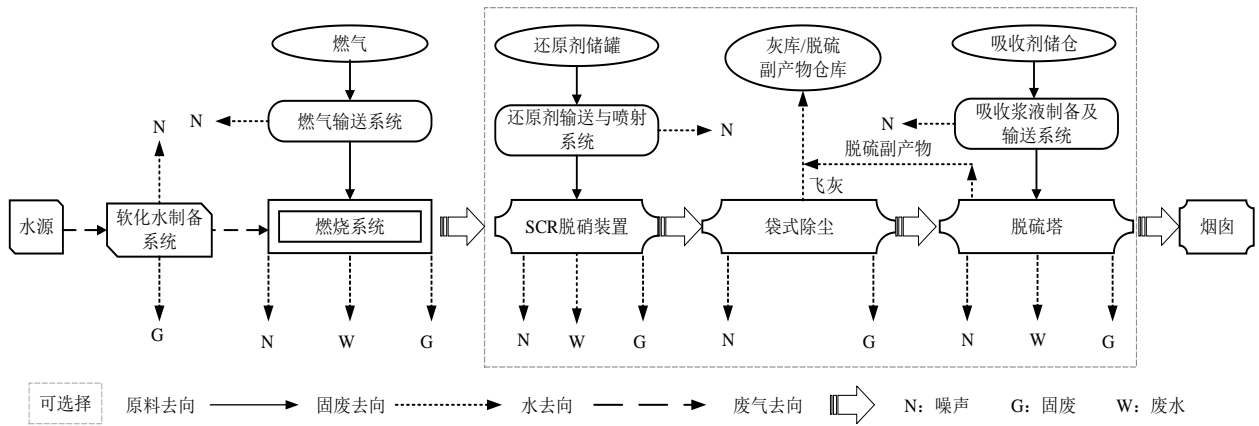 燃气
还原剂储罐
灰库/脱硫
副产物仓库
吸收剂储仓
N
N
燃气输送系统
还原剂输送与喷射
系统
N
N
吸收浆液制备及
输送系统
脱硫副产物
飞灰
水源
软化水制备
系统
燃烧系统
SCR脱硝装置
袋式除尘
脱硫塔
烟囱
G
N
W
G
N
W
G
N
G
N
W
G
可选择
原料去向
固废去向
水去向
废气去向
N：噪声
G：固废
W：废水